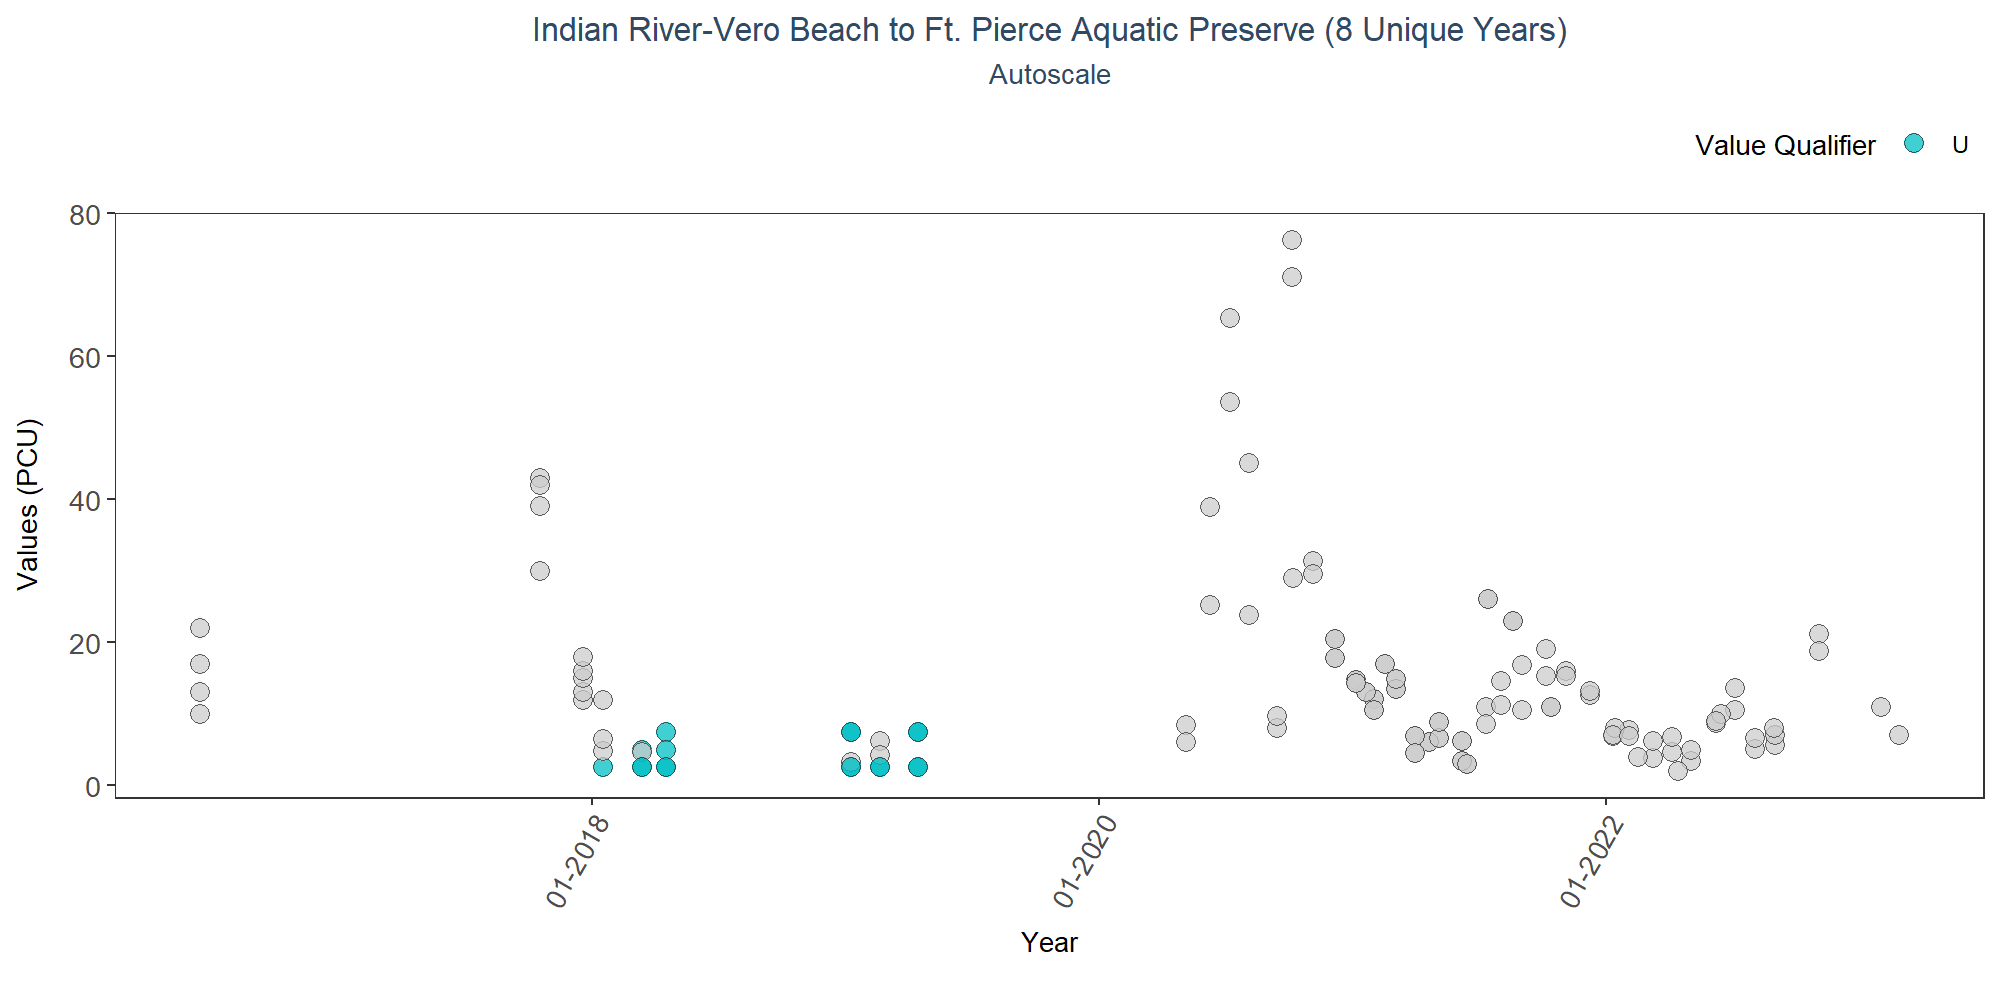 Indian River-Vero Beach to Ft. Pierce Aquatic Preserve (8 Unique Years)
Autoscale
Value Qualifier U
80
60
40
20
0
Values (PCU)
01-2018
01-2020
01-2022
Year